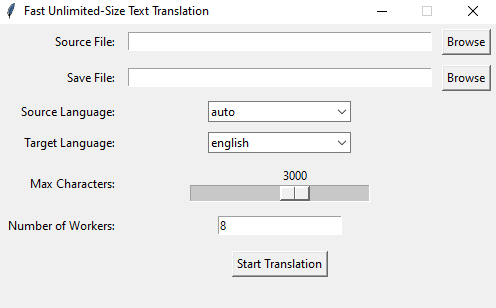 Fast Unlimited-Size Text Translation
Source File:
Browse
Save File:
Browse
Source Language:
auto
Target Language:
english
Max Characters:
3000
Number of Workers:
8
Start Translation